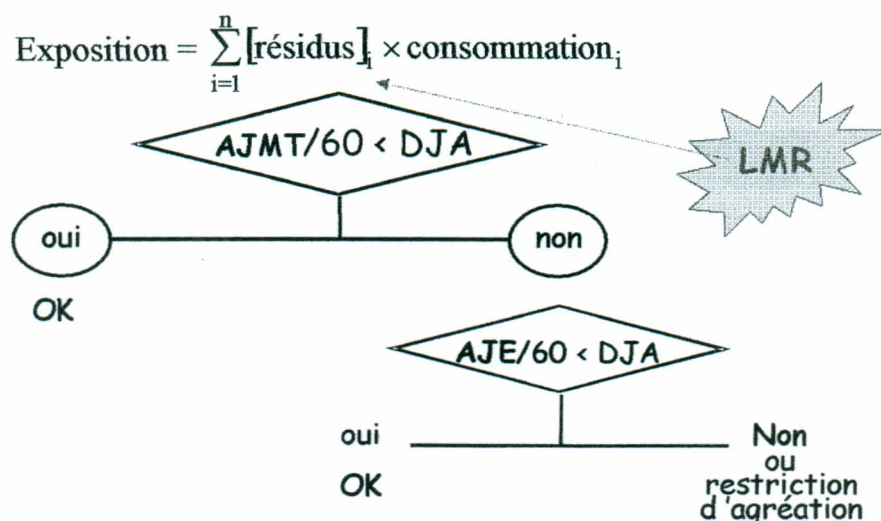 Exposition = n∑i=1 [résidus]i × consommationi
AJMT/60 < DJA
LMR
oui
non
OK
AJE/60 < DJA
oui
Non
ou
OK
restriction
d'agréation